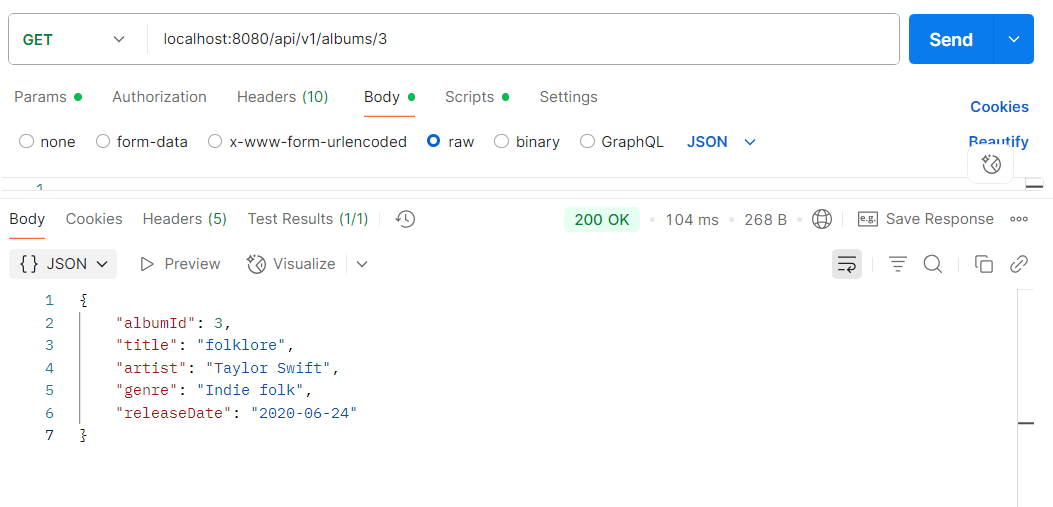 GET localhost:8080/api/v1/albums/3 Send
Params Authorization Headers (10) Body Scripts Settings Cookies
none form-data x-www-form-urlencoded raw binary GraphQL JSON Beautify
1
Body Cookies Headers (5) Test Results (1/1) 200 OK 104 ms 268 B e.g. Save Response
{} JSON Preview Visualize
1 {
2 "albumId": 3,
3 "title": "folklore",
4 "artist": "Taylor Swift",
5 "genre": "Indie folk",
6 "releaseDate": "2020-06-24"
7 }